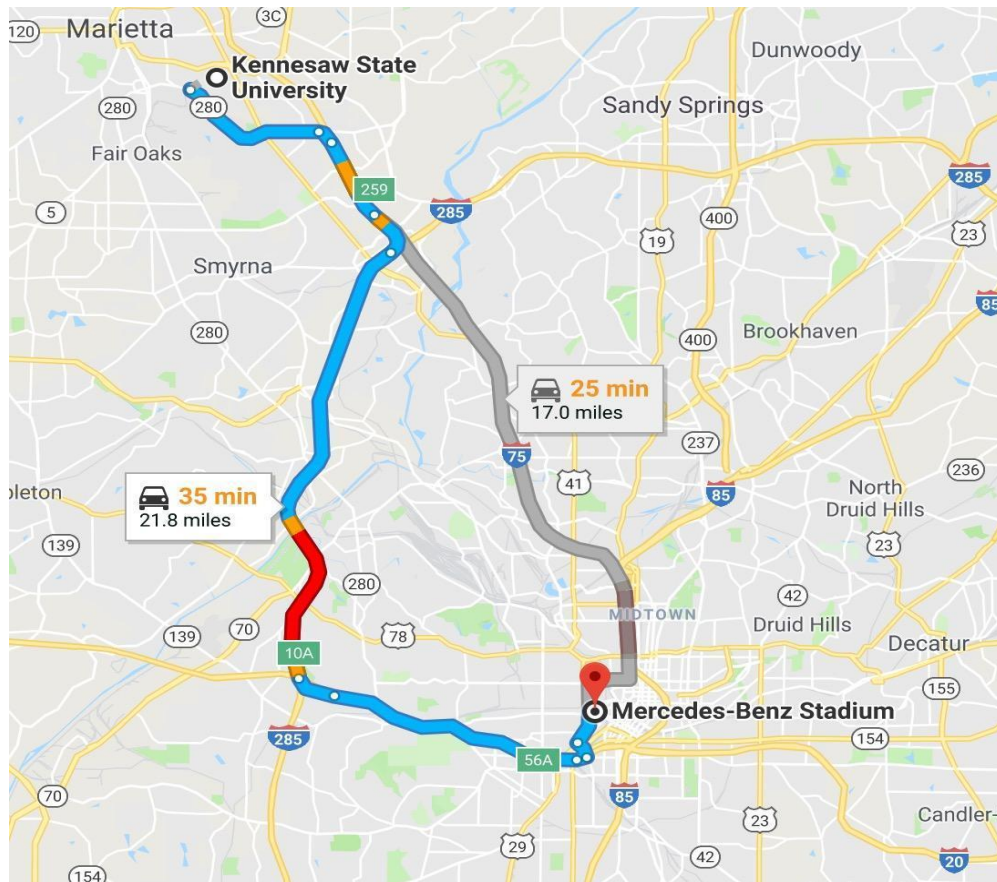 120
Marietta
3C
Kennesaw State
University
280
280
Dunwoody
Sandy Springs
Fair Oaks
259
285
285
5
400
23
19
Smyrna
280
85
400
Brookhaven
25 min
17.0 miles
75
237
236
41
85
North
Druid Hills
35 min
21.8 miles
pleton
139
23
280
42
MIDTOWN
Druid Hills
139
70
78
Decatur
10A
155
Mercedes-Benz Stadium
285
154
56A
70
85
23
Candler-
29
42
20
154